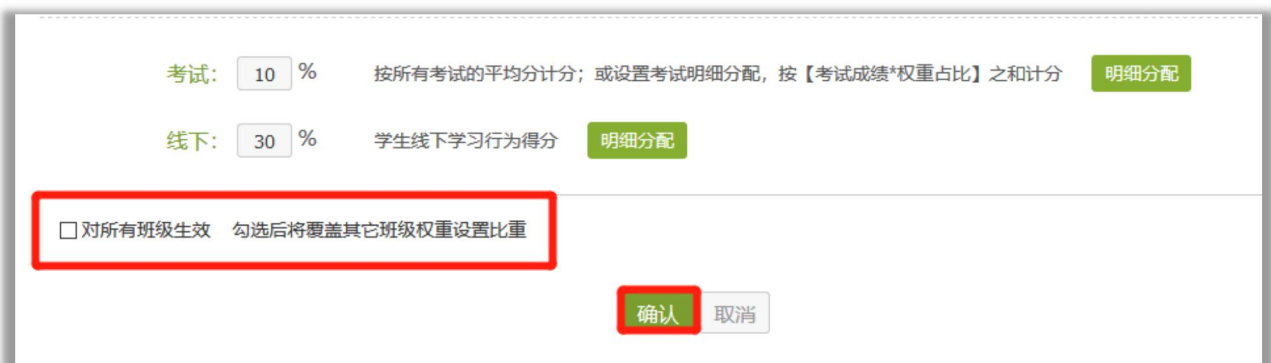 考试： 10 % 按所有考试的平均分计分；或设置考试明细分配，按【考试成绩*权重占比】之和计分 明细分配
线下： 30 % 学生线下学习行为得分 明细分配
对所有班级生效 勾选后将覆盖其它班级权重设置比重
确认 取消